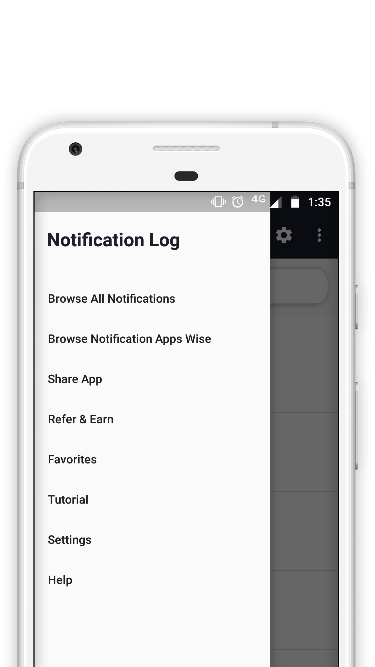 4G 1:35
Notification Log
Browse All Notifications
Browse Notification Apps Wise
Share App
Refer & Earn
Favorites
Tutorial
Settings
Help